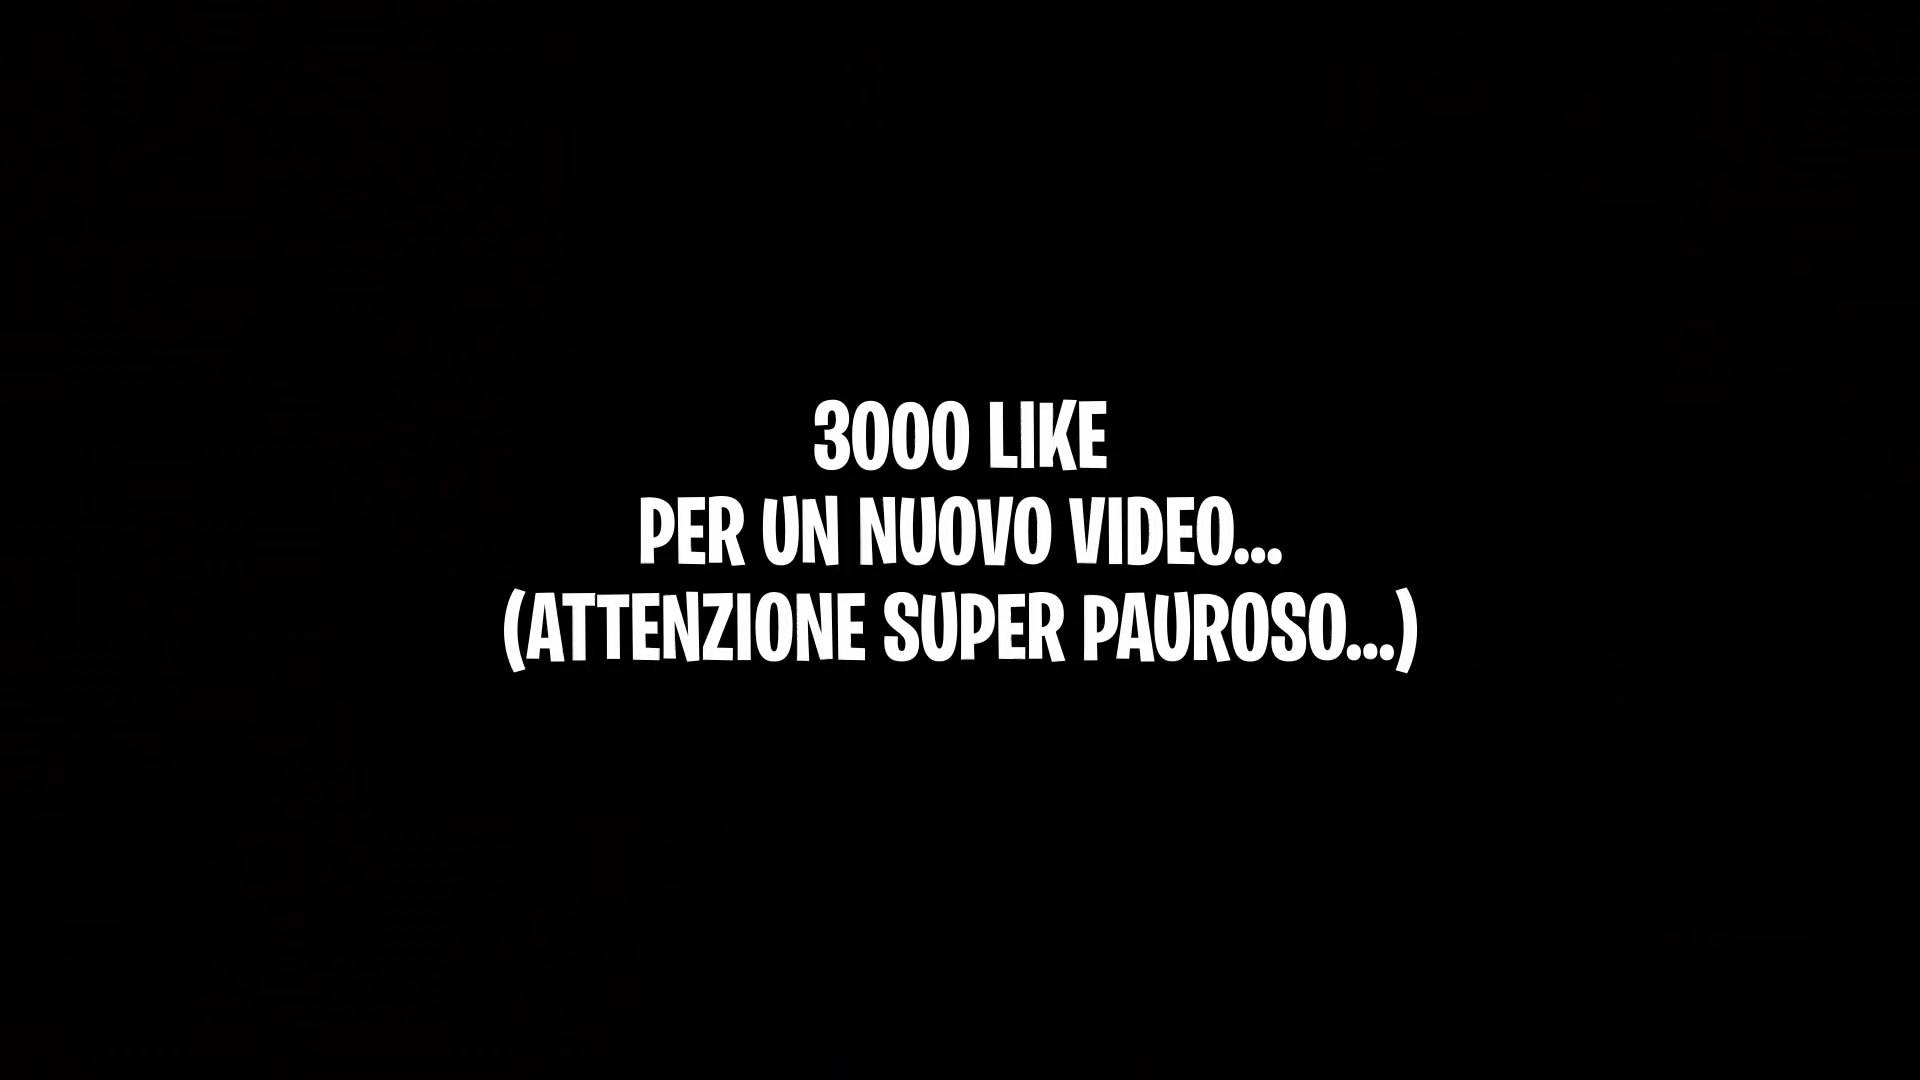 3000 LIKE
PER UN NUOVO VIDEO...
(ATTENZIONE SUPER PAUROSO...)